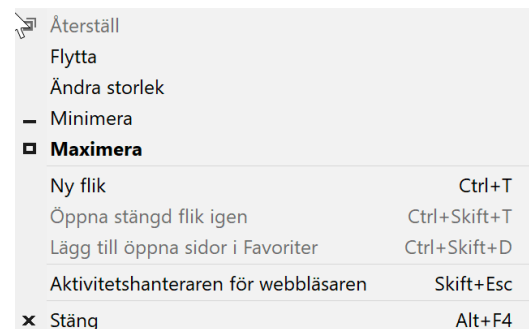 Återställ
Flytta
Ändra storlek
Minimera
Maximera
Ny flik Ctrl+T
Öppna stängd flik igen Ctrl+Skift+T
Lägg till öppna sidor i Favoriter Ctrl+Skift+D
Aktivitetshanteraren för webbläsaren Skift+Esc
Stäng Alt+F4